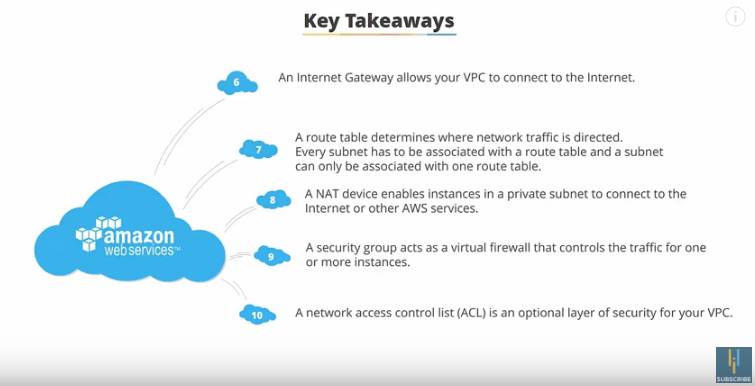 Key Takeaways
6
An Internet Gateway allows your VPC to connect to the Internet.
7
A route table determines where network traffic is directed.
Every subnet has to be associated with a route table and a subnet
can only be associated with one route table.
8
A NAT device enables instances in a private subnet to connect to the
Internet or other AWS services.
amazon
web services™
9
A security group acts as a virtual firewall that controls the traffic for one
or more instances.
10
A network access control list (ACL) is an optional layer of security for your VPC.
SUBSCRIBE